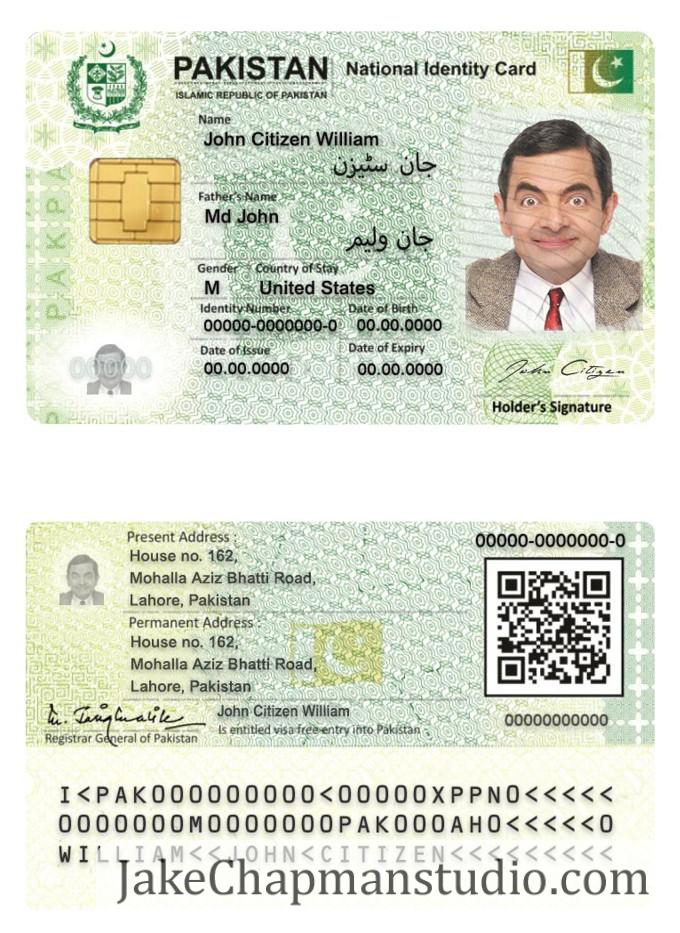 PAKISTAN National Identity Card
ISLAMIC REPUBLIC OF PAKISTAN
Name
John Citizen William
جان سٹیزن
Father's Name
Md John
جان ولیم
Gender Country of Stay
M United States
Identity Number Date of Birth
00000-0000000-0 00.00.0000
Date of Issue Date of Expiry
00.00.0000 00.00.0000
00000
John Citizen
Holder's Signature
PAKPA
Present Address :
House no. 162,
Mohalla Aziz Bhatti Road,
Lahore, Pakistan
Permanent Address :
House no. 162,
Mohalla Aziz Bhatti Road,
Lahore, Pakistan
00000-0000000-0
00000000000
John Citizen William
Is entitled visa free entry into Pakistan
Registrar General of Pakistan
I<PAK0000000000<00000XPPN0<<<<<
0000000M0000000PAK000AH0<<<<<0
WILLIAM<<JOHN<CITIZEN<<<<<<<<<
JakeChapmanstudio.com